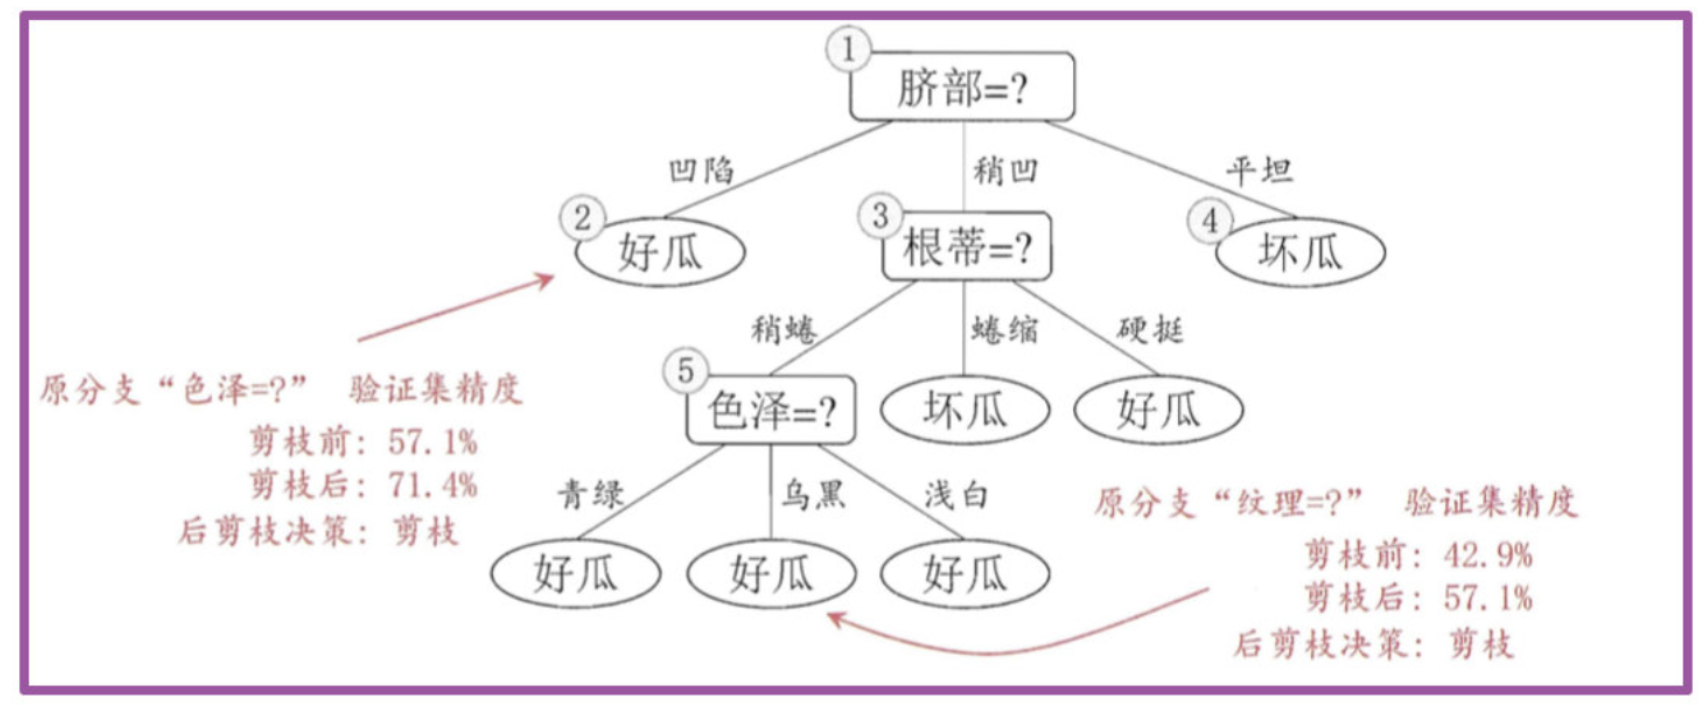 1
脐部=?
凹陷
稍凹
平坦
2
好瓜
3
根蒂=?
4
坏瓜
稍蜷
蜷缩
硬挺
5
色泽=?
坏瓜
好瓜
青绿
乌黑
浅白
好瓜
好瓜
好瓜
原分支“色泽=?” 验证集精度
剪枝前: 57.1%
剪枝后: 71.4%
后剪枝决策: 剪枝
原分支“纹理=?” 验证集精度
剪枝前: 42.9%
剪枝后: 57.1%
后剪枝决策: 剪枝